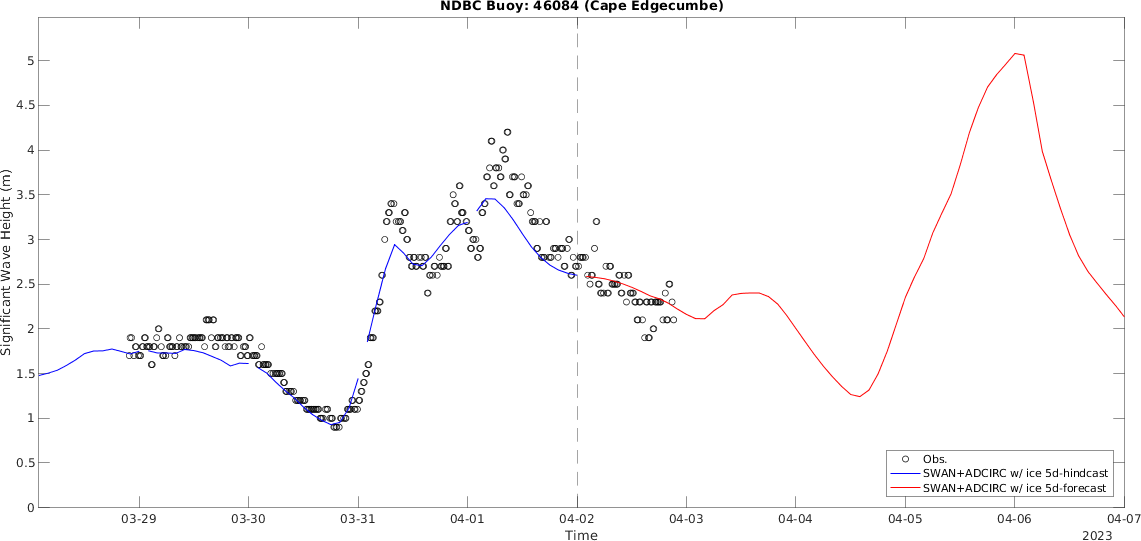 NDBC Buoy: 46084 (Cape Edgecumbe)
Significant Wave Height (m)
5
4.5
4
3.5
3
2.5
2
1.5
1
0.5
0
Obs.
SWAN+ADCIRC w/ ice 5d-hindcast
SWAN+ADCIRC w/ ice 5d-forecast
03-29 03-30 03-31 04-01 04-02 04-03 04-04 04-05 04-06 04-07
Time
2023